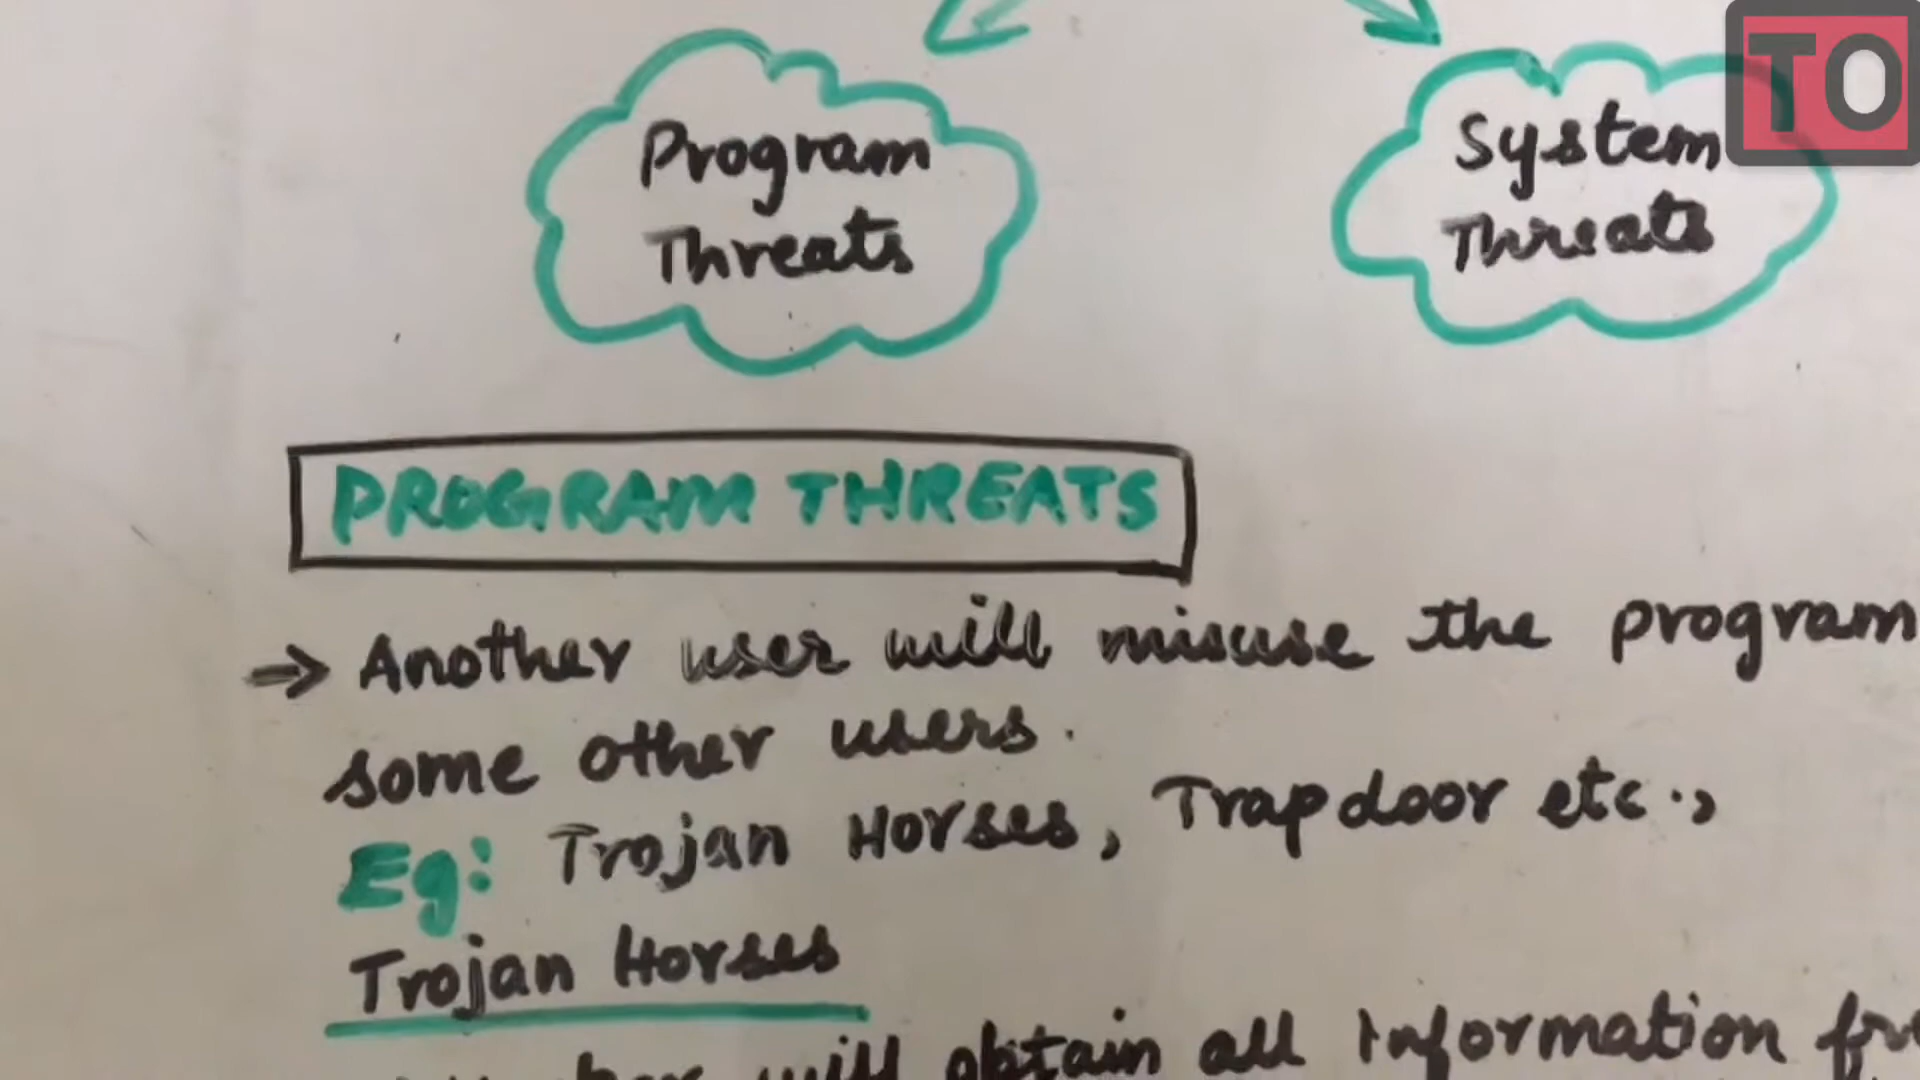 Program
Threats
System
Threats
TO
PROGRAM THREATS
→ Another user will misuse the program
some other users.
Eg: Trojan Horses, Trapdoor etc.,
Trojan Horses
will obtain all information